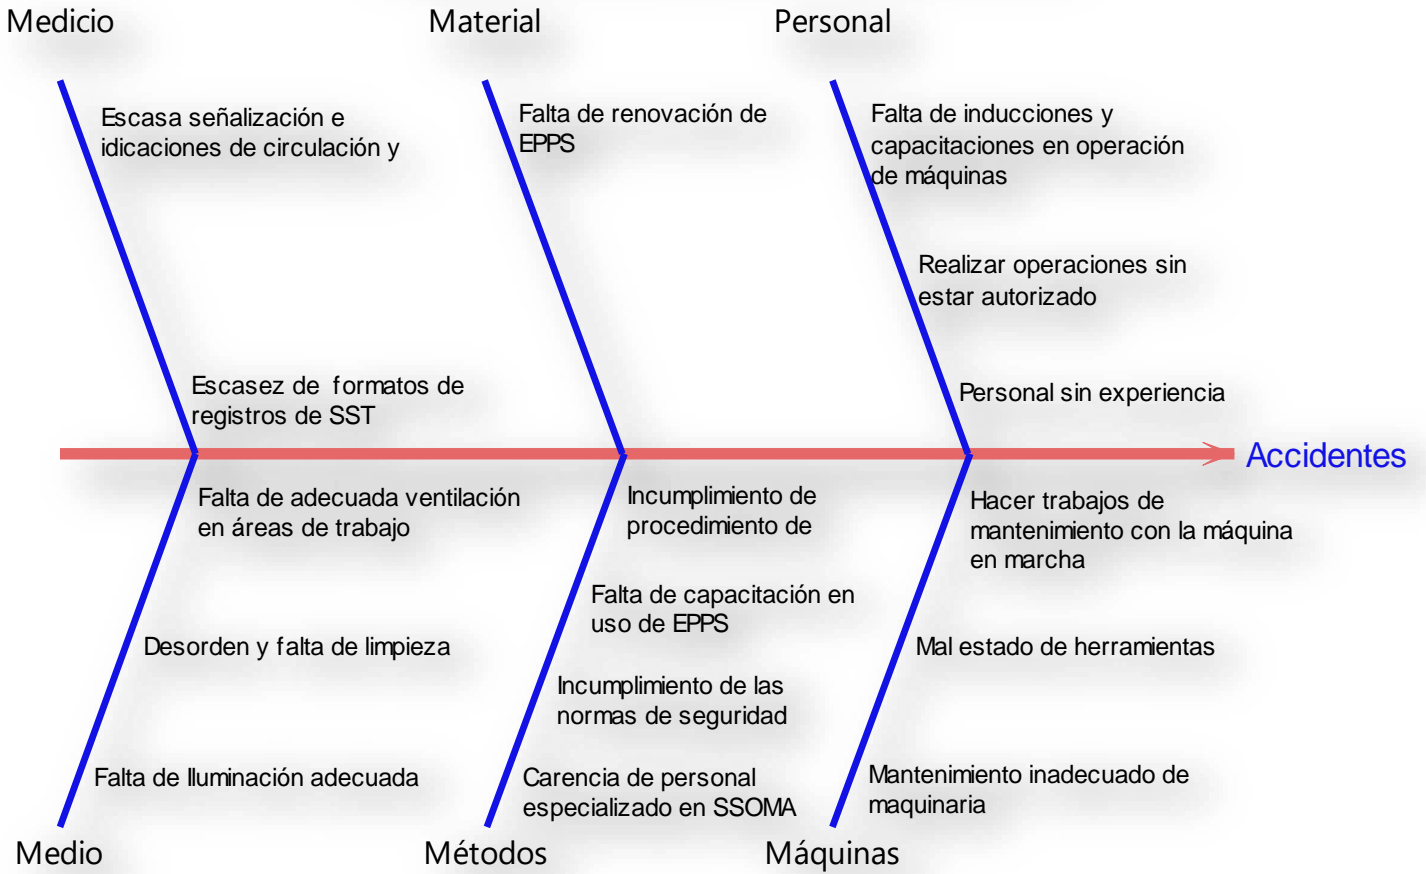 Medicio
Material
Personal
Escasa señalización e
idicaciones de circulación y
Falta de renovación de
EPPS
Falta de inducciones y
capacitaciones en operación
de máquinas
Realizar operaciones sin
estar autorizado
Escasez de formatos de
registros de SST
Personal sin experiencia
Accidentes
Falta de adecuada ventilación
en áreas de trabajo
Incumplimiento de
procedimiento de
Hacer trabajos de
mantenimiento con la máquina
en marcha
Falta de capacitación en
uso de EPPS
Desorden y falta de limpieza
Mal estado de herramientas
Incumplimiento de las
normas de seguridad
Falta de Iluminación adecuada
Carencia de personal
especializado en SSOMA
Mantenimiento inadecuado de
maquinaria
Medio
Métodos
Máquinas